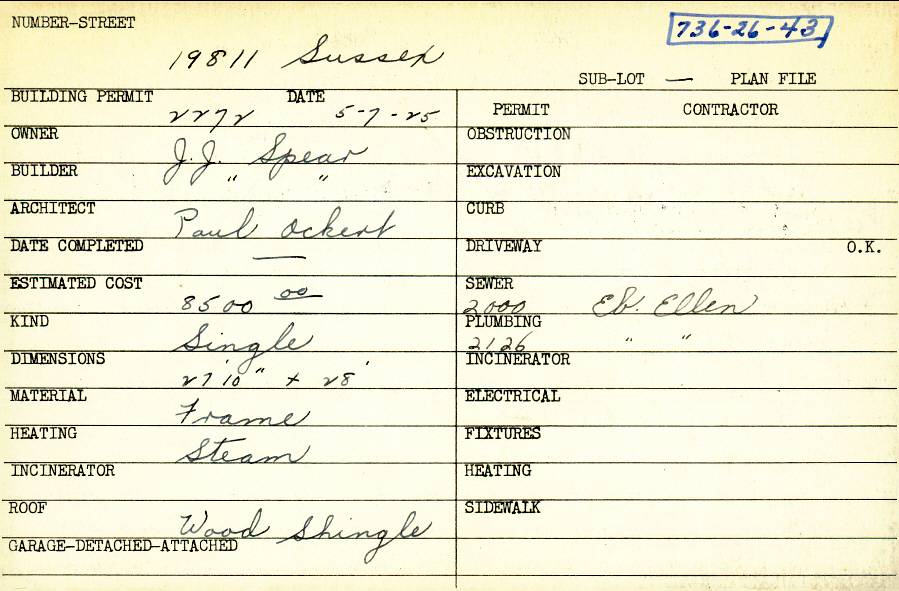 NUMBER-STREET 736-26-43
19811 Sussex
SUB-LOT — PLAN FILE
BUILDING PERMIT DATE
2272 5-7-25
PERMIT CONTRACTOR
OWNER
J.J. Spear
BUILDER
" "
ARCHITECT
Paul Ockert
DATE COMPLETED
—
ESTIMATED COST
8500 00
KIND
Single
DIMENSIONS
27'10" x 28'
MATERIAL
Frame
HEATING
Steam
INCINERATOR
ROOF
Wood Shingle
GARAGE-DETACHED-ATTACHED
OBSTRUCTION
EXCAVATION
CURB
DRIVEWAY O.K.
SEWER
2000 Eb. Ellen
PLUMBING
2126 " "
INCINERATOR
ELECTRICAL
FIXTURES
HEATING
SIDEWALK